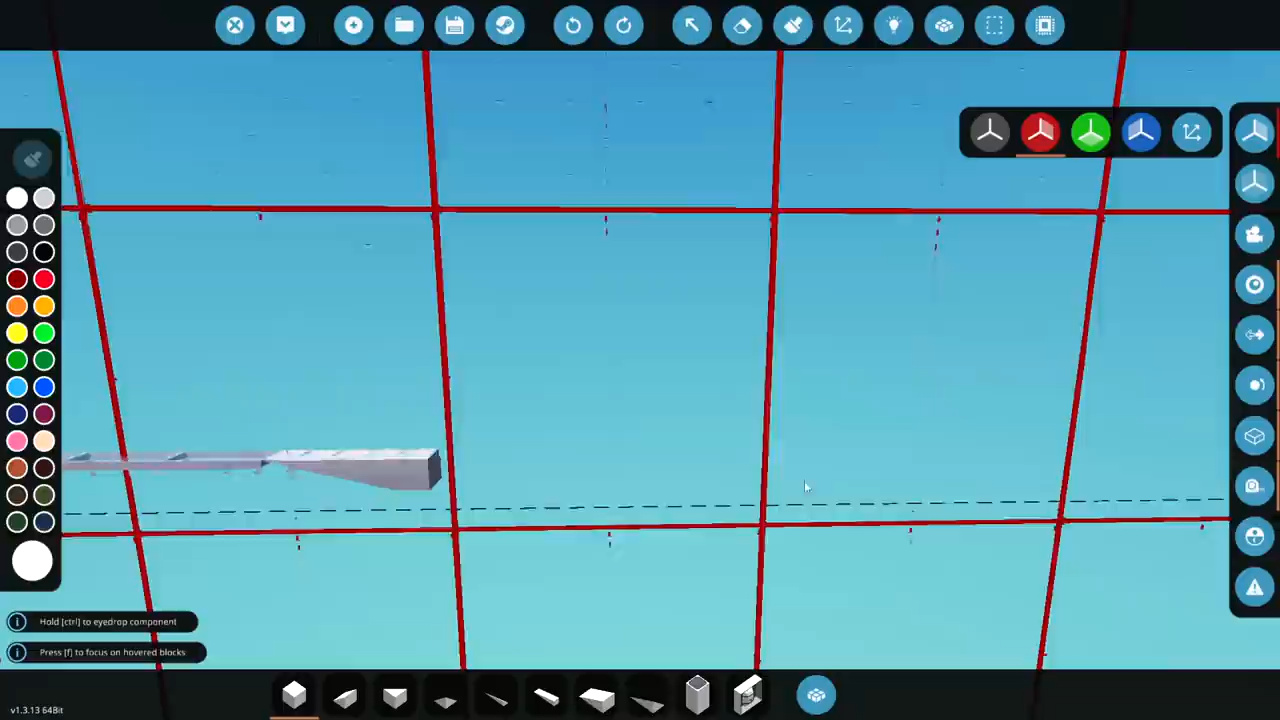 Hold [ctrl] to eyedrop component
Press [f] to focus on hovered blocks
v1.3.13 64Bit